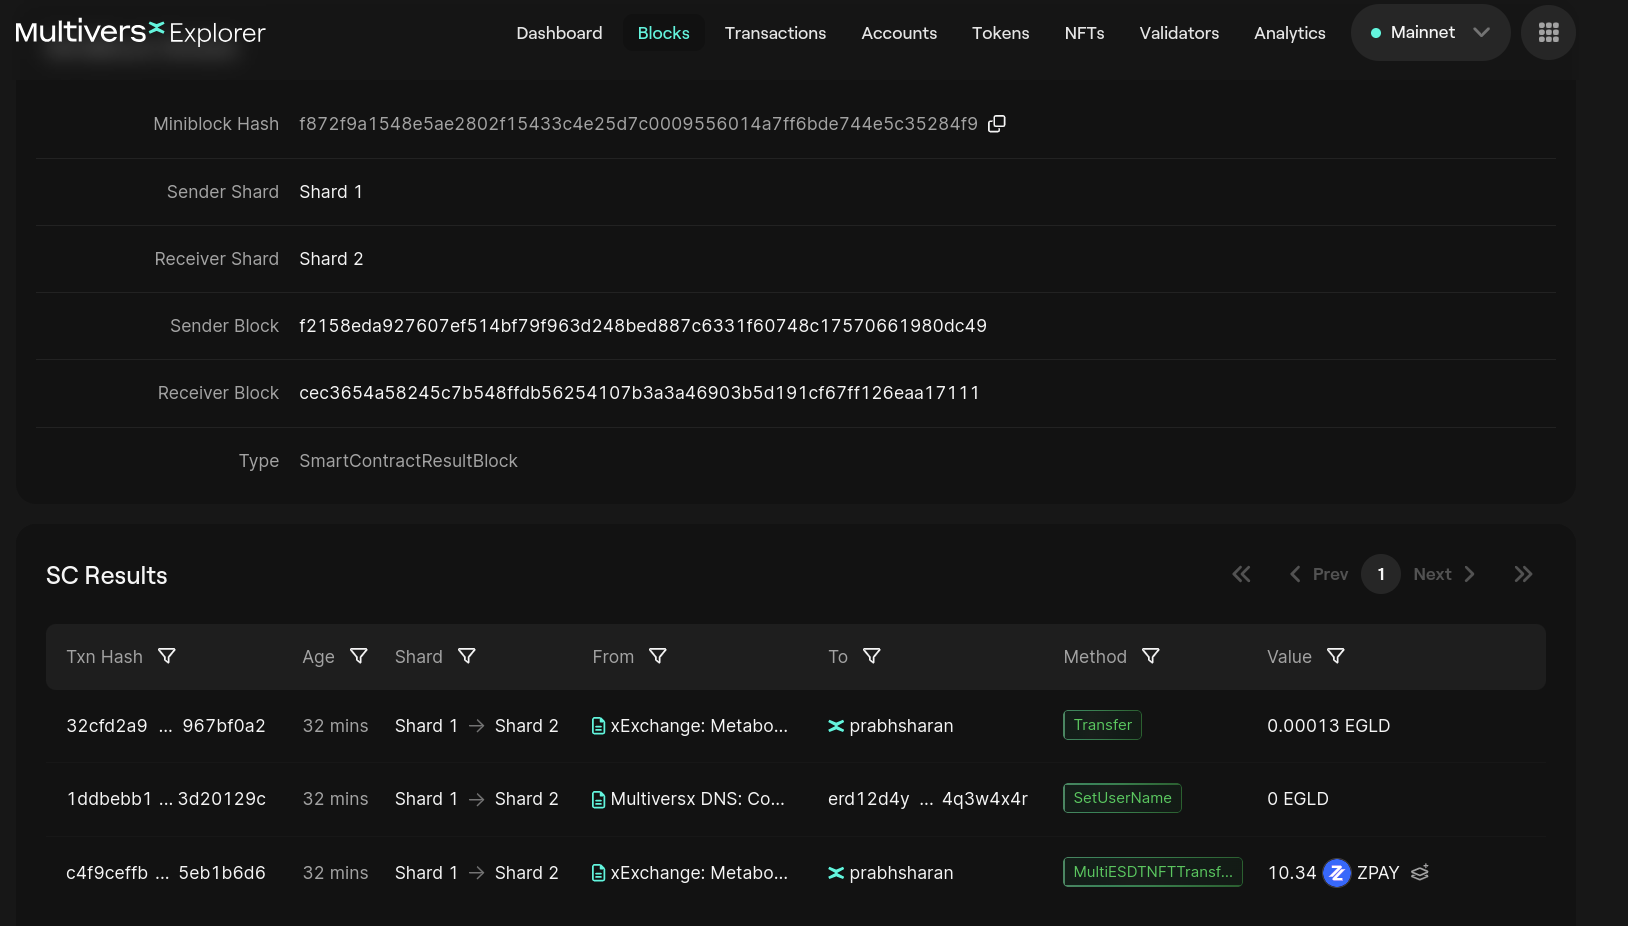 Multiversx Explorer Dashboard Blocks Transactions Accounts Tokens NFTs Validators Analytics Mainnet
Miniblock Hash f872f9a1548e5ae2802f15433c4e25d7c0009556014a7ff6bde744e5c35284f9
Sender Shard Shard 1
Receiver Shard Shard 2
Sender Block f2158eda927607ef514bf79f963d248bed887c6331f60748c17570661980dc49
Receiver Block cec3654a58245c7b548ffdb56254107b3a3a46903b5d191cf67ff126eaa17111
Type SmartContractResultBlock
SC Results Prev 1 Next
Txn Hash Age Shard From To Method Value
32cfd2a9 ... 967bf0a2 32 mins Shard 1 → Shard 2 xExchange: Metabo... prabhsharan Transfer 0.00013 EGLD
1ddbebb1 ... 3d20129c 32 mins Shard 1 → Shard 2 Multiversx DNS: Co... erd12d4y ... 4q3w4x4r SetUserName 0 EGLD
c4f9ceffb ... 5eb1b6d6 32 mins Shard 1 → Shard 2 xExchange: Metabo... prabhsharan MultiESDTNFTTransf... 10.34 ZPAY